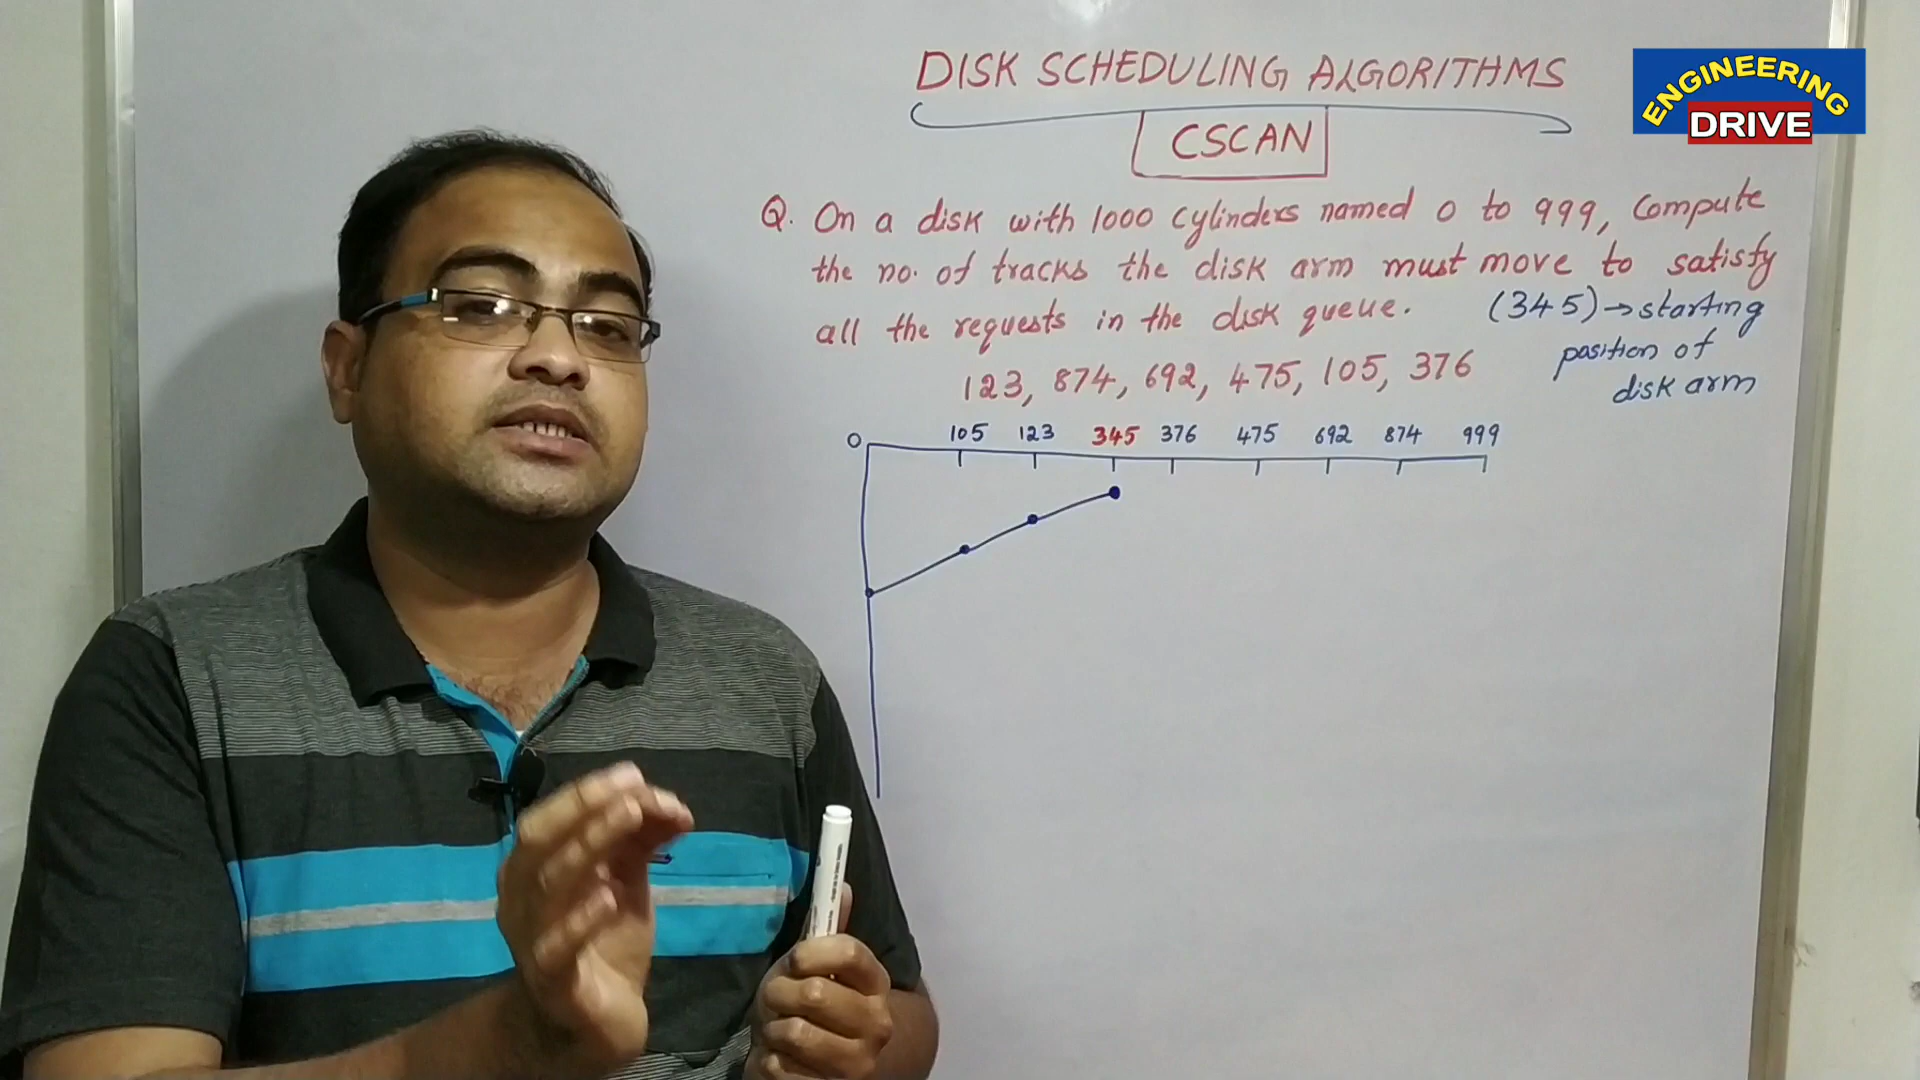 DISK SCHEDULING ALGORITHMS
ENGINEERING
DRIVE
CSCAN
Q. On a disk with 1000 cylinders named 0 to 999, Compute
the no. of tracks the disk arm must move to satisfy
all the requests in the disk queue. (345)→starting
position of
disk arm
123, 874, 692, 475, 105, 376
0 105 123 345 376 475 692 874 999